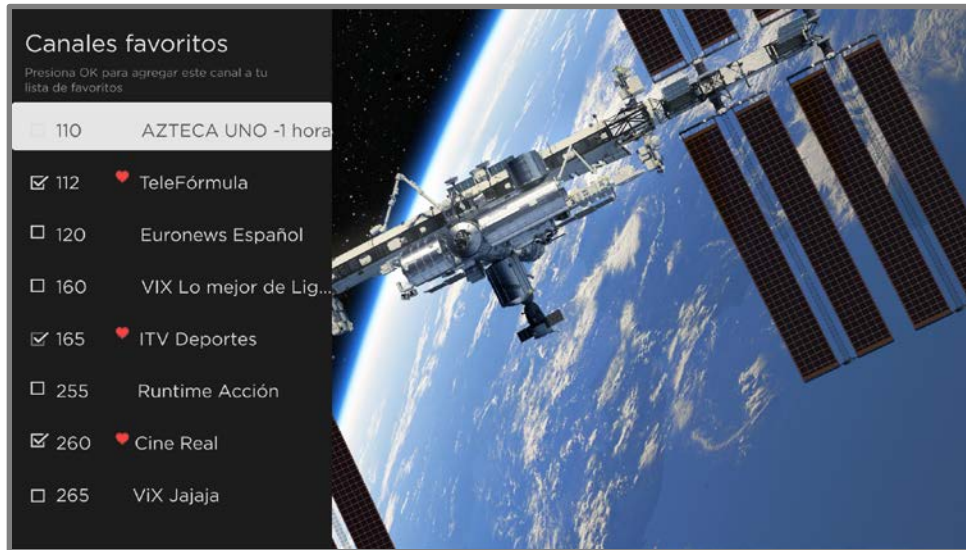 Canales favoritos
Presiona OK para agregar este canal a tu
lista de favoritos
110 AZTECA UNO -1 hora
112 TeleFórmula
120 Euronews Español
160 VIX Lo mejor de Lig...
165 ITV Deportes
255 Runtime Acción
260 Cine Real
265 ViX Jajaja